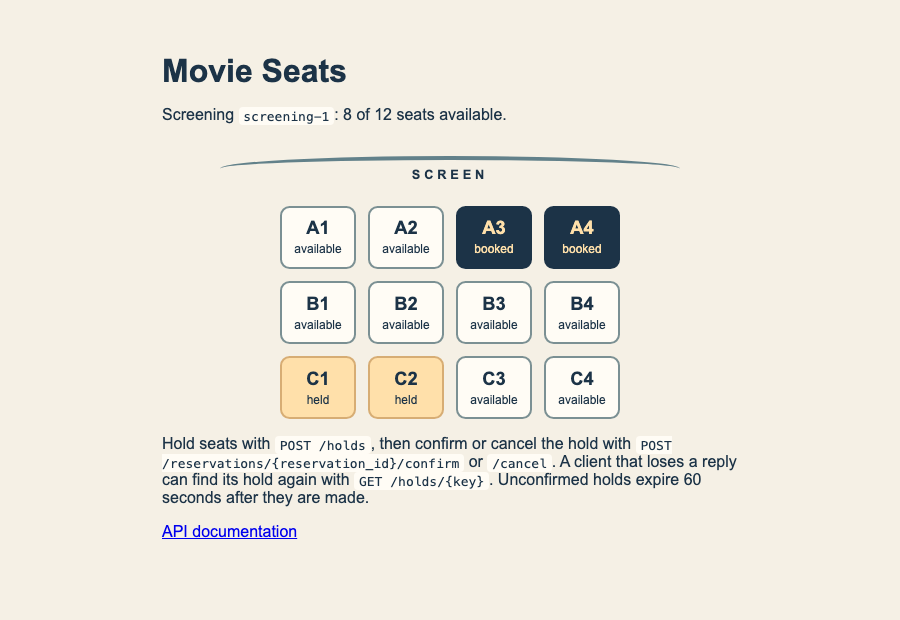 Movie Seats
Screening screening-1: 8 of 12 seats available.
SCREEN
A1 A2 A3 A4
available available booked booked
B1 B2 B3 B4
available available available available
C1 C2 C3 C4
held held available available
Hold seats with POST /holds, then confirm or cancel the hold with POST
/reservations/{reservation_id}/confirm or /cancel. A client that loses a reply
can find its hold again with GET /holds/{key}. Unconfirmed holds expire 60
seconds after they are made.
API documentation